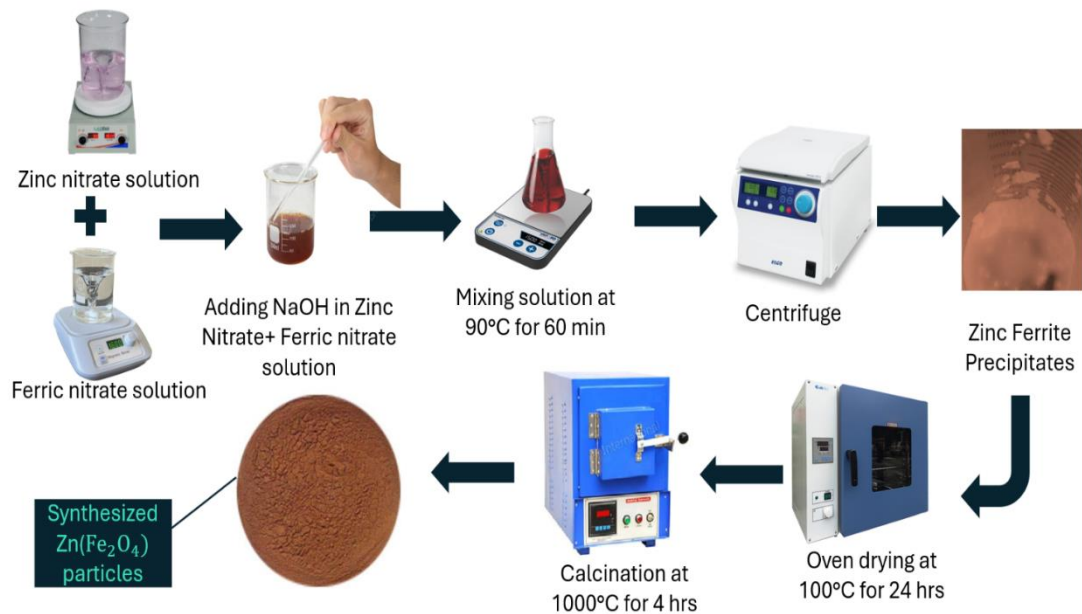 Zinc nitrate solution
Ferric nitrate solution
Adding NaOH in Zinc
Nitrate+ Ferric nitrate
solution
Mixing solution at
90°C for 60 min
Centrifuge
Zinc Ferrite
Precipitates
Oven drying at
100°C for 24 hrs
Calcination at
1000°C for 4 hrs
Synthesized
Zn(Fe₂O₄)
particles